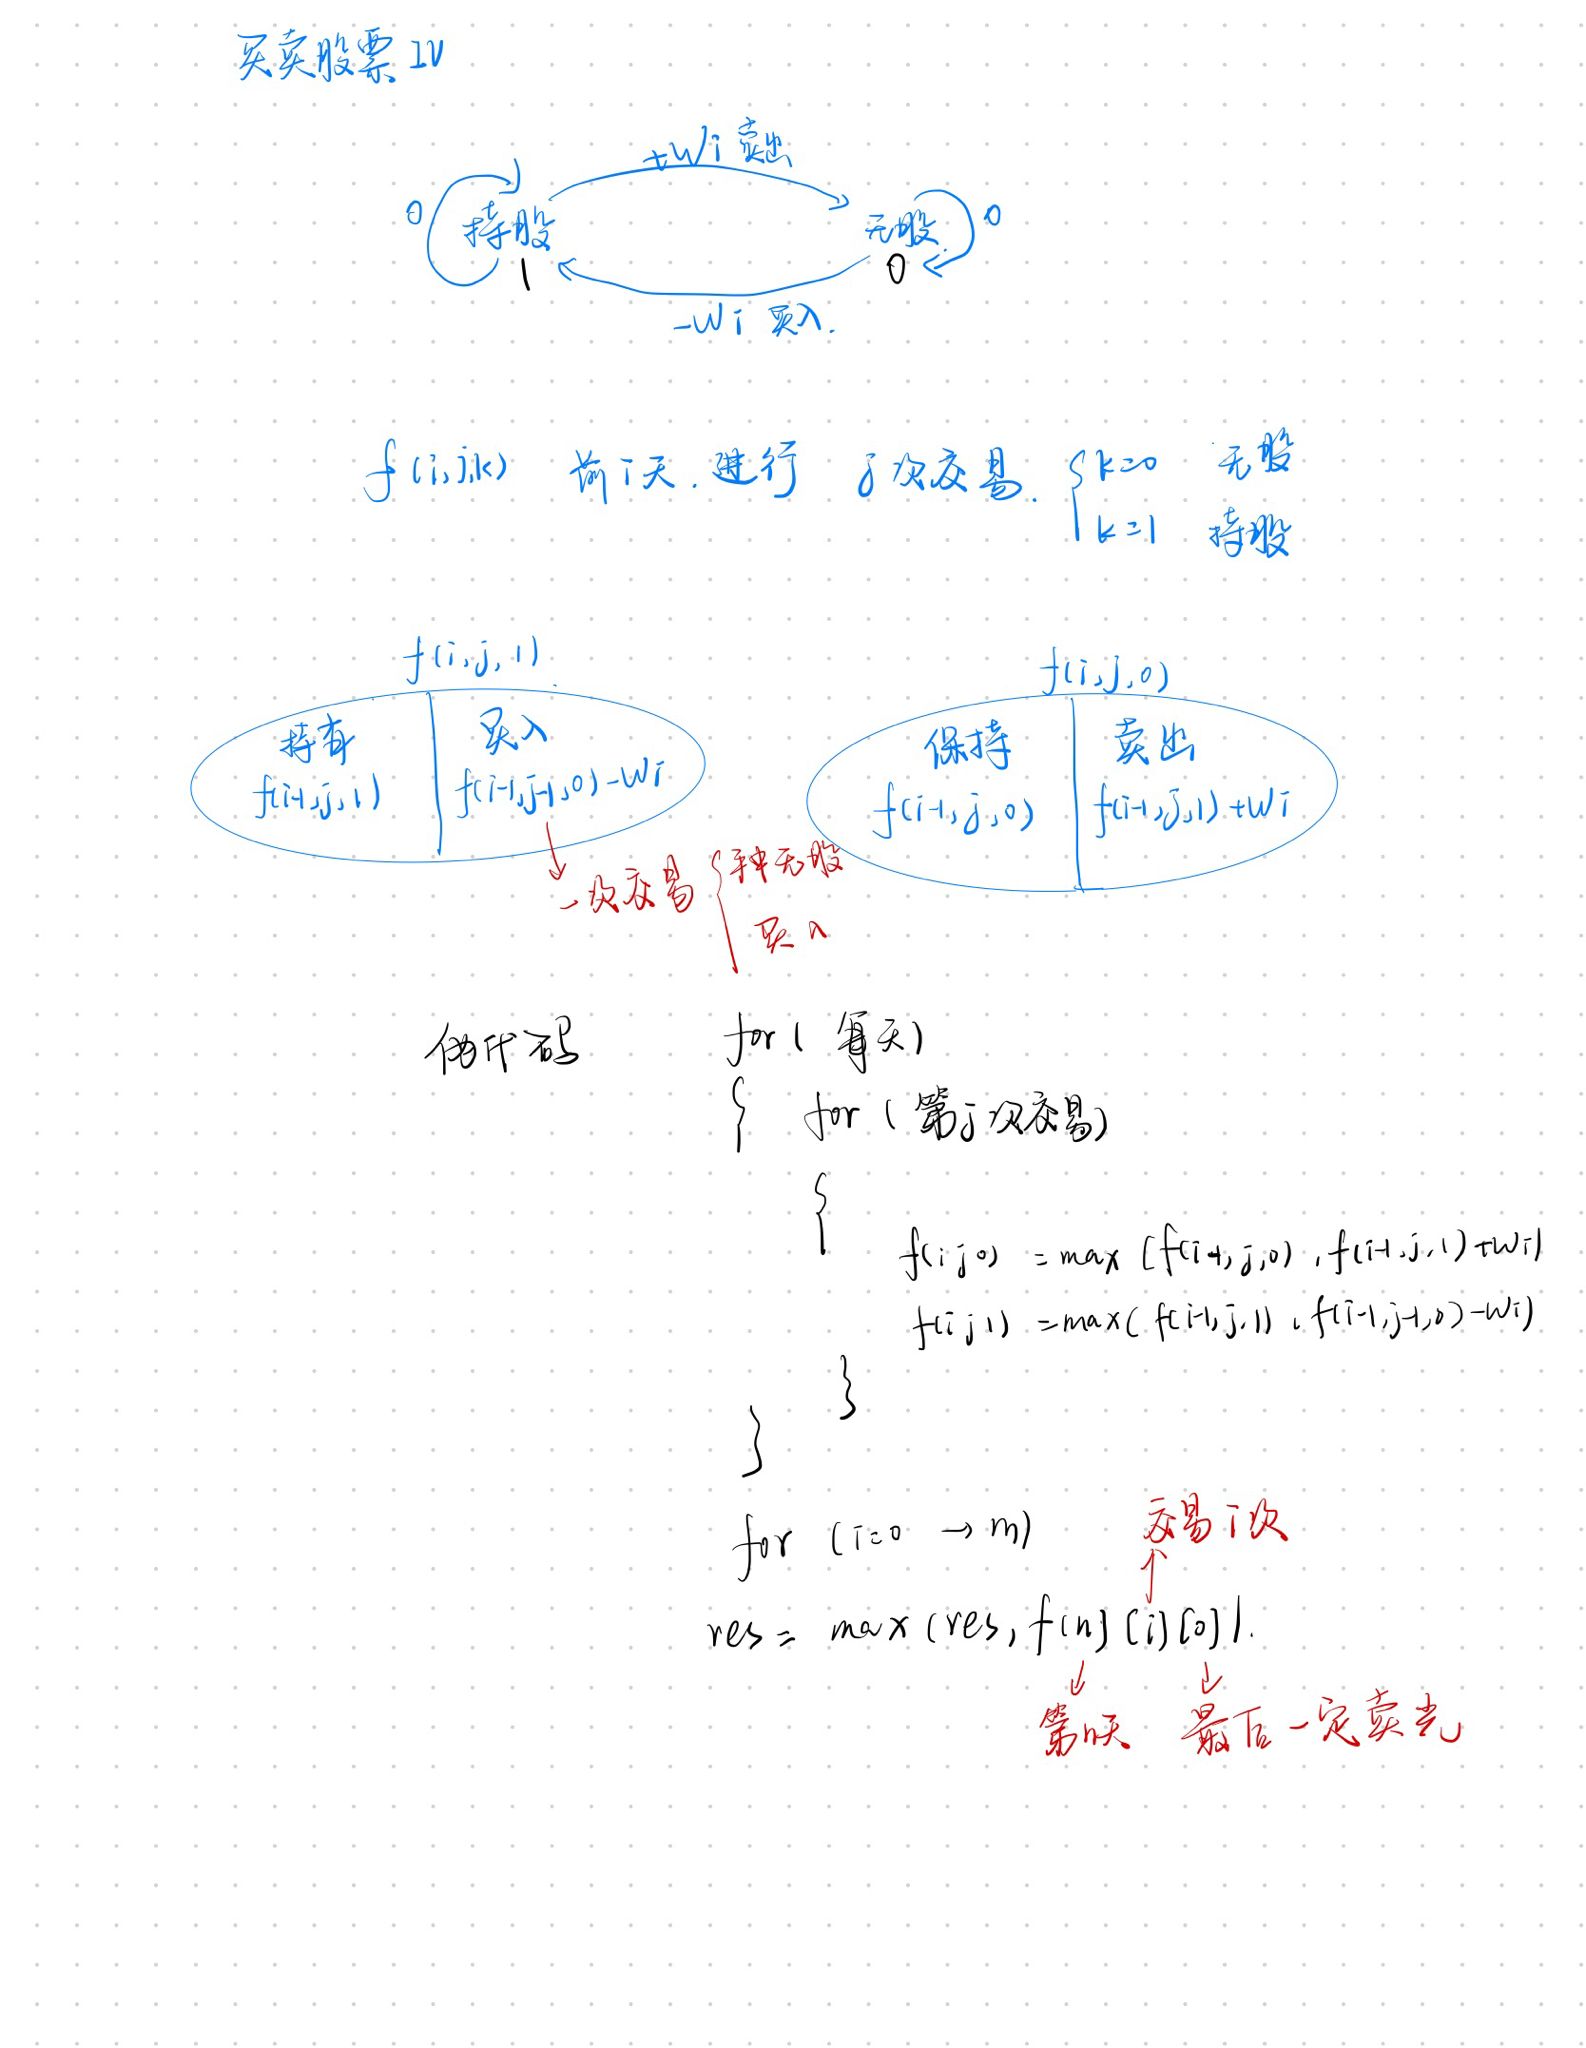 买卖股票 IV
+Wi 卖出
0 持股 无股 0
1 0
-Wi 买入.
f(i,j,k) 前i天. 进行 j次交易. { k=0 无股
k=1 持股
f(i,j,1) f(i,j,0)
持有 买入 保持 卖出
f(i-1,j,1) f(i-1,j-1,0)-Wi f(i-1,j,0) f(i-1,j,1)+Wi
一次交易 { 手中无股
买入
伪代码 for( 每天)
{ for(第j次交易)
{
f(i j 0) = max (f(i-1,j,0), f(i-1,j,1)+Wi)
f(i j 1) = max( f(i-1,j,1), f(i-1,j-1,0)-Wi)
}
}
for (i=0 → m) 交易i次
res= max(res, f[n][i][0]).
第n天 最后一定卖光